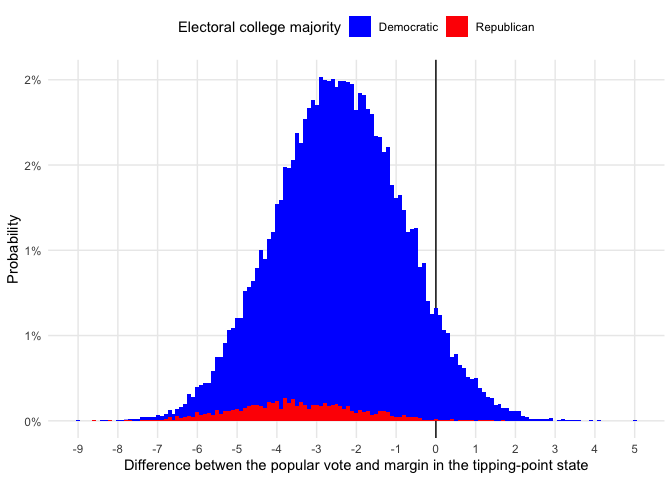 Electoral college majority Democratic Republican
Probability
2%
2%
1%
1%
0%
-9 -8 -7 -6 -5 -4 -3 -2 -1 0 1 2 3 4 5
Difference betwen the popular vote and margin in the tipping-point state